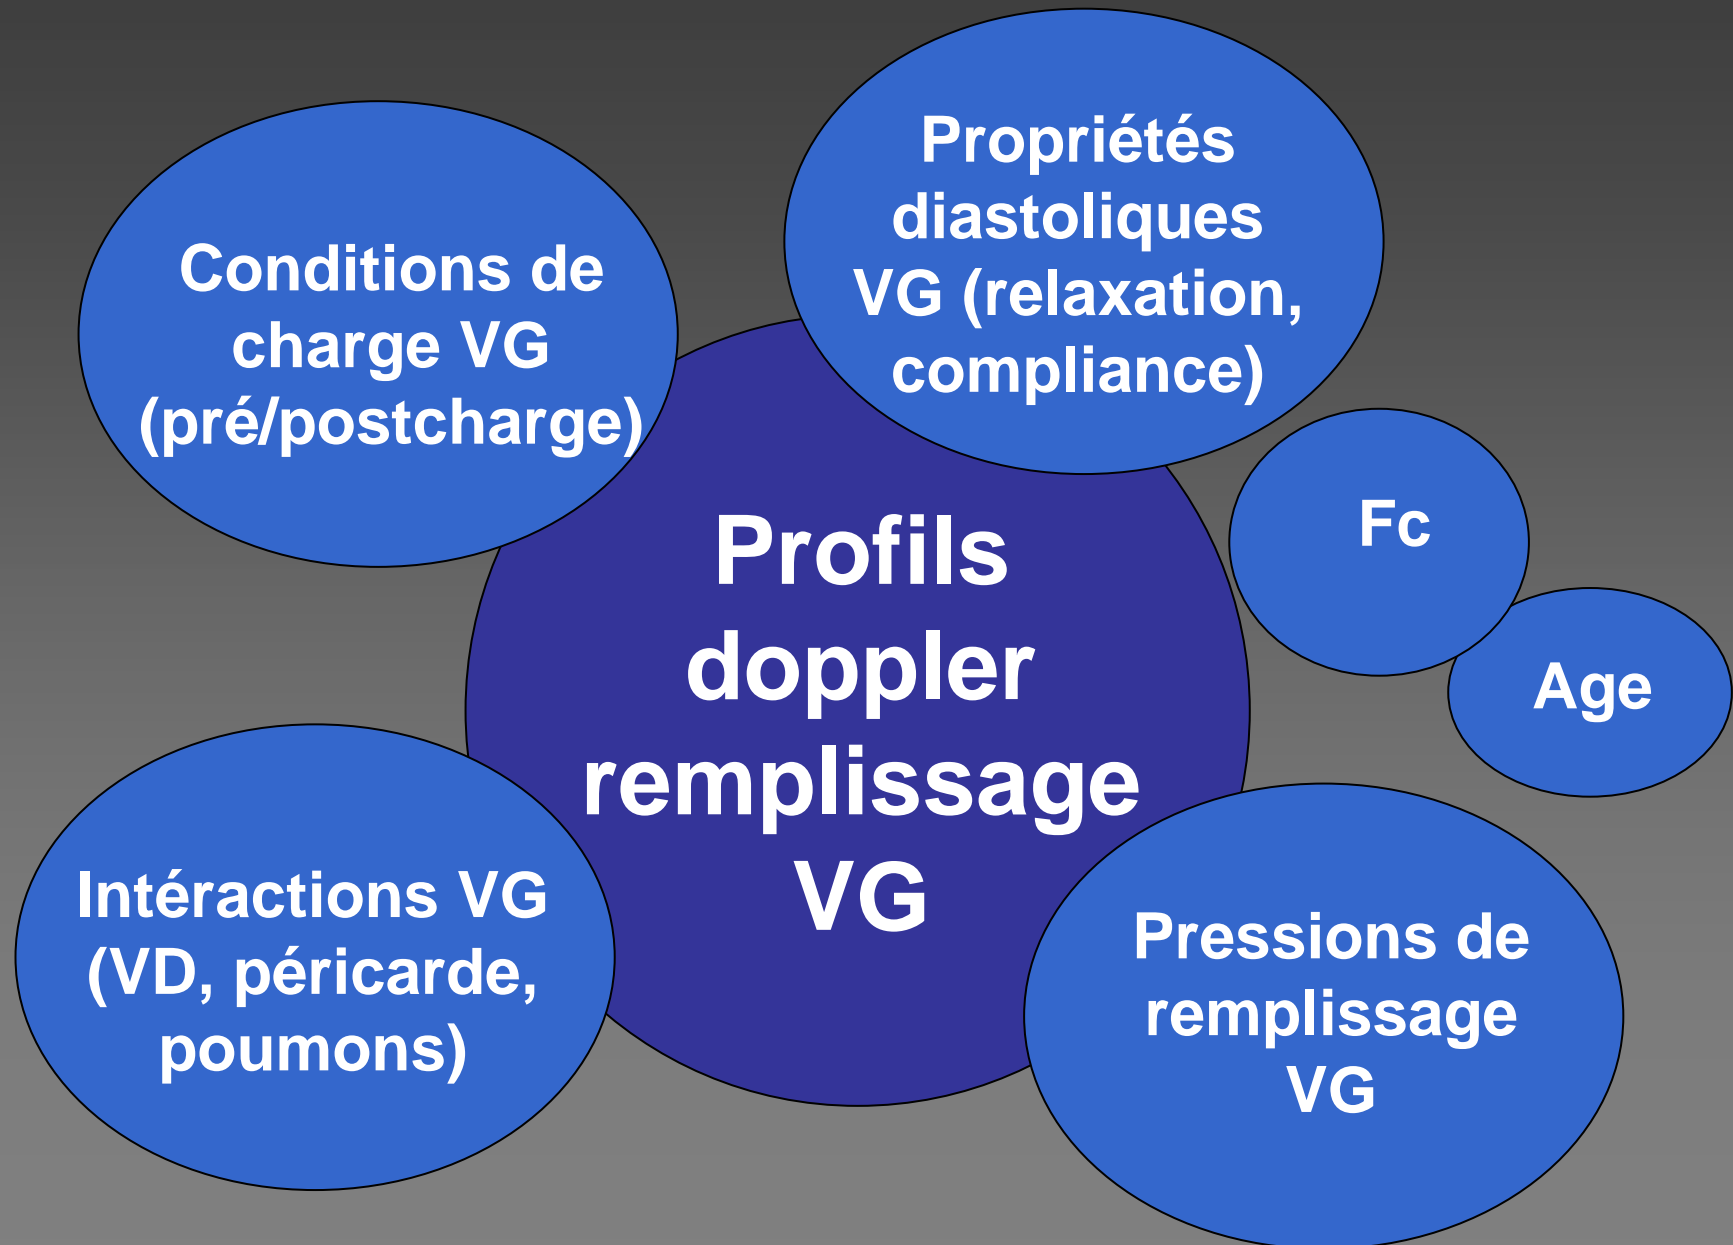 Conditions de
charge VG
(pré/postcharge)
Propriétés
diastoliques
VG (relaxation,
compliance)
Fc
Age
Profils
doppler
remplissage
VG
Intéractions VG
(VD, péricarde,
poumons)
Pressions de
remplissage
VG